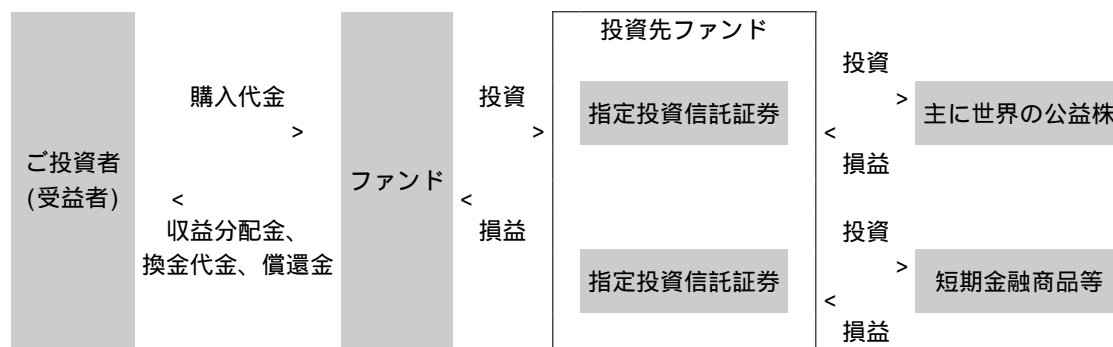 投資先ファンド
ご投資者
(受益者)
購入代金
>
<
収益分配金、
換金代金、償還金
ファンド
投資
>
<
損益
指定投資信託証券
投資
>
<
損益
主に世界の公益株
指定投資信託証券
投資
>
<
損益
短期金融商品等